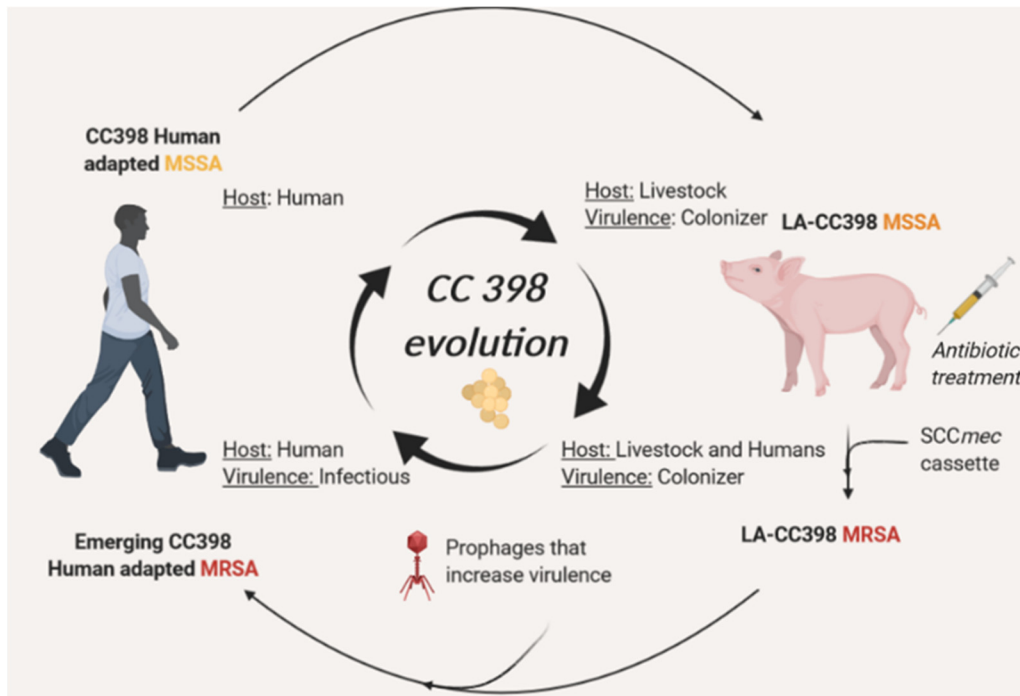 CC398 Human
adapted MSSA
Host: Human
Host: Livestock
Virulence: Colonizer
LA-CC398 MSSA
CC 398
evolution
Antibiotic
treatment
Host: Human
Virulence: Infectious
Host: Livestock and Humans
Virulence: Colonizer
SCCmec
cassette
LA-CC398 MRSA
Emerging CC398
Human adapted MRSA
Prophages that
increase virulence